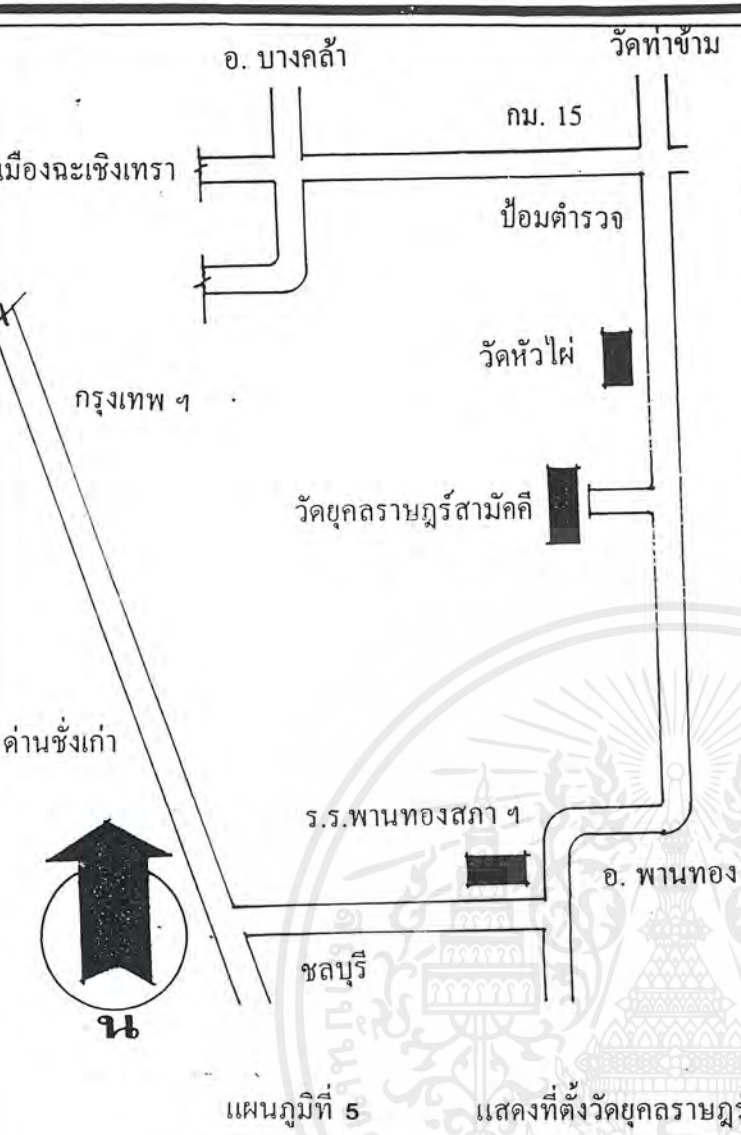 อ. บางคล้า
วัดท่าข้าม
กม. 15
เมืองฉะเชิงเทรา
ป้อมตำรวจ
วัดหัวไผ่
กรุงเทพ ฯ
วัดยุคลราษฎร์สามัคคี
ด่านชั่งเก่า
ร.ร.พานทองสภา ฯ
อ. พานทอง
ชลบุรี
น
แผนภูมิที่ 5 แสดงที่ตั้งวัดยุคลราษฎร์